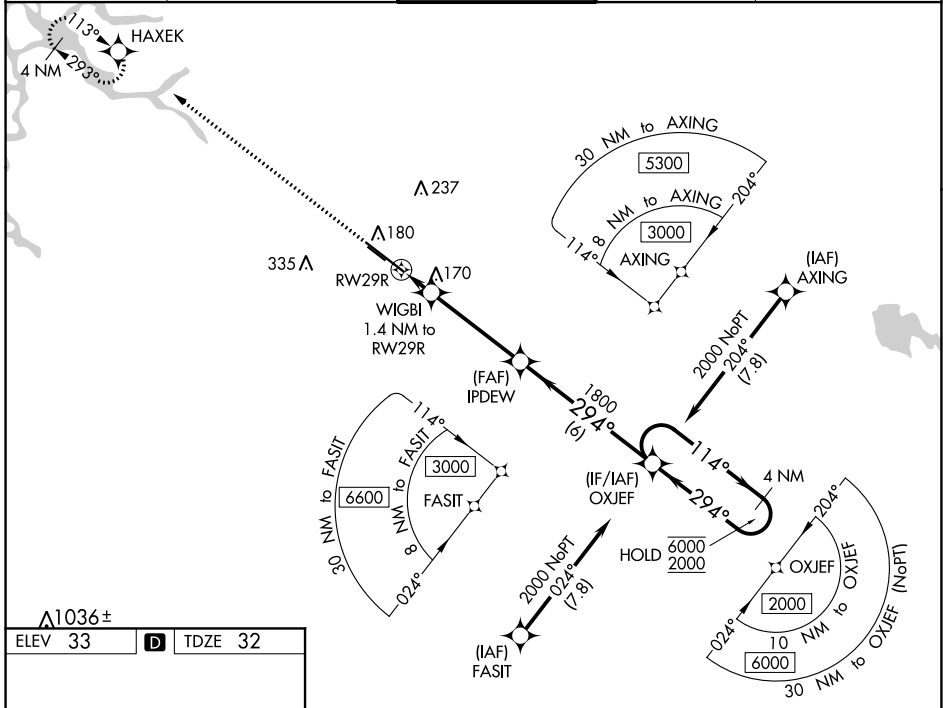 113°
HAXEK
4 NM
293°
30 NM to AXING
5300
8 NM to AXING
3000
204°
114°
AXING
237
180
335
RW29R
170
WIGBI
1.4 NM to
RW29R
(IAF)
AXING
2000 NoPT
204°
(7.8)
(FAF)
IPDEW
1800
294°
(6)
114°
4 NM
294°
(IF/IAF)
OXJEF
HOLD
6000
2000
30 NM to FASIT
6600
8 NM to FASIT
3000
114°
FASIT
024°
2000 NoPT
024°
(7.8)
(IAF)
FASIT
204°
OXJEF
2000
10 NM to OXJEF
6000
30 NM to OXJEF (NoPT)
024°
1036±
ELEV 33 D TDZE 32